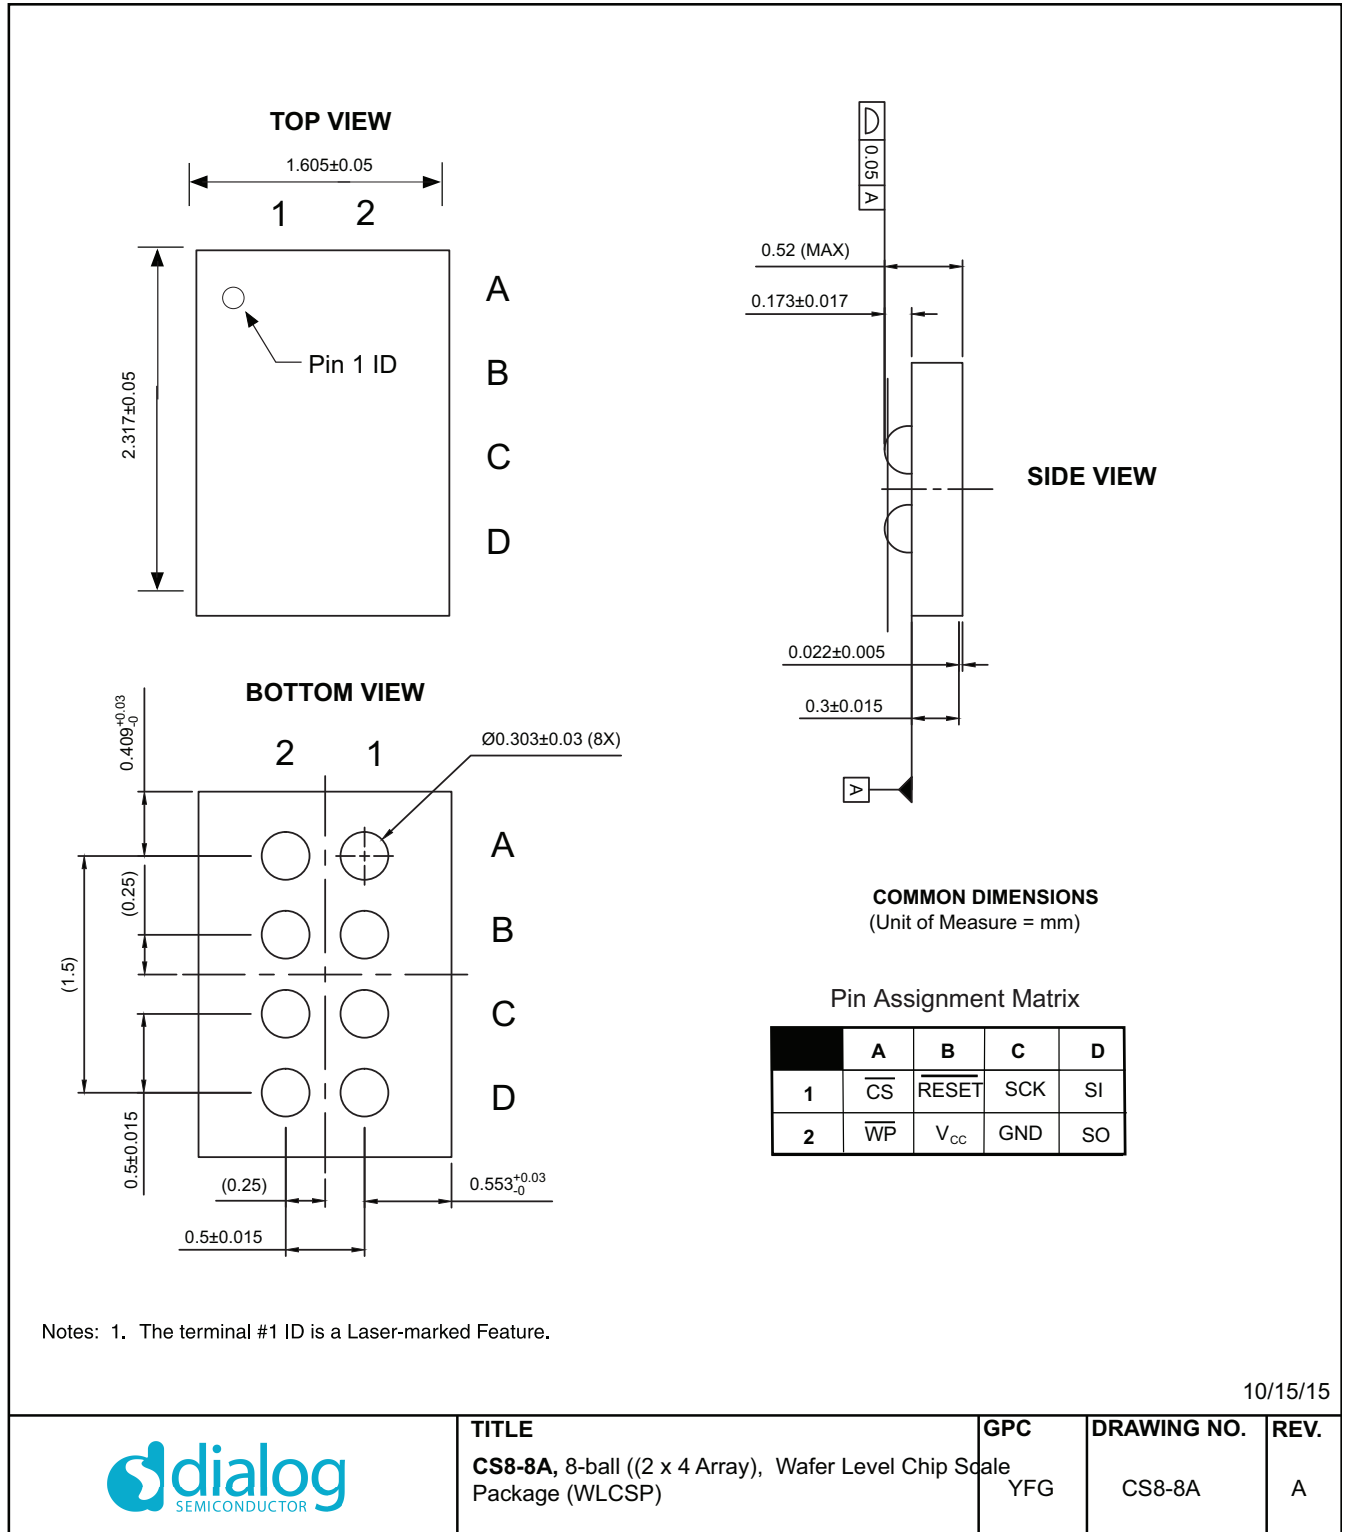 TOP VIEW
1.605±0.05
1 2
A
B
C
D
Pin 1 ID
2.317±0.05
⌓ 0.05 A
0.52 (MAX)
0.173±0.017
SIDE VIEW
0.022±0.005
0.3±0.015
A
BOTTOM VIEW
0.409+0.03 -0
2 1
Ø0.303±0.03 (8X)
A
B
C
D
(0.25)
(1.5)
0.5±0.015
(0.25)
0.553+0.03 -0
0.5±0.015
COMMON DIMENSIONS
(Unit of Measure = mm)
Pin Assignment Matrix
A B C D
1 C̅S̅ R̅E̅S̅E̅T̅ SCK SI
2 W̅P̅ VCC GND SO
Notes: 1. The terminal #1 ID is a Laser-marked Feature.
10/15/15
dialog
SEMICONDUCTOR
TITLE
CS8-8A, 8-ball ((2 x 4 Array), Wafer Level Chip Scale
Package (WLCSP)
GPC
YFG
DRAWING NO.
CS8-8A
REV.
A